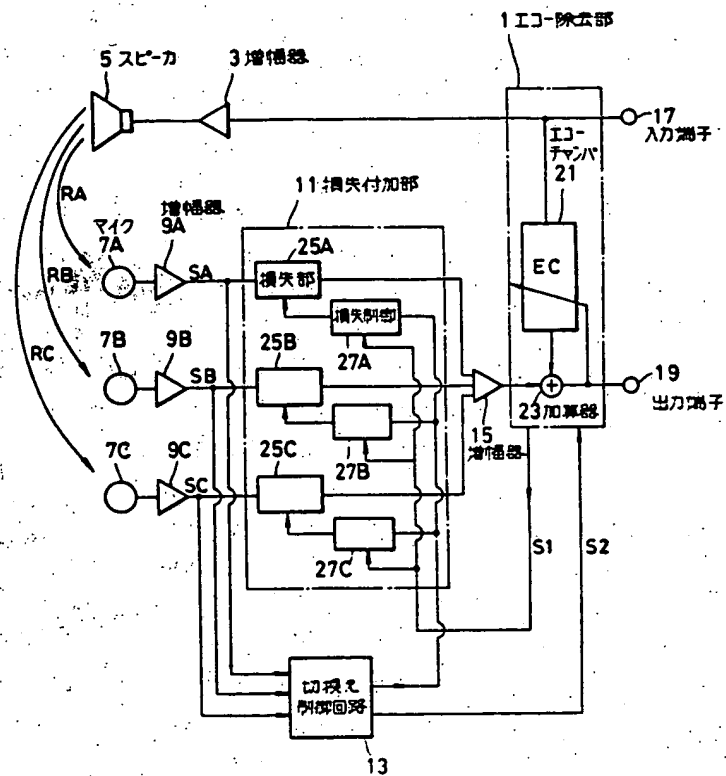 1 エコー除去部
5 スピーカ
3 増幅器
17
入力端子
エコー
チャンバ
21
RA
増幅器
9A
11 損失付加部
マイク
7A
SA
25A
損失部
EC
RB
損失制御
27A
7B
9B
SB
25B
19
出力端子
23 加算器
15
増幅器
27B
RC
7C
9C
SC
25C
27C
S1
S2
切換え
制御回路
13